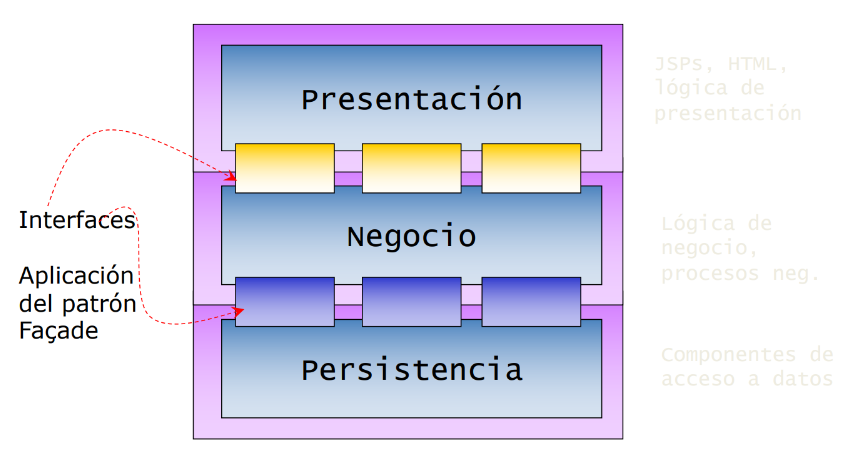 Presentación
JSPs, HTML,
lógica de
presentación
Interfaces
Negocio
Lógica de
negocio,
procesos neg.
Aplicación
del patrón
Façade
Persistencia
Componentes de
acceso a datos